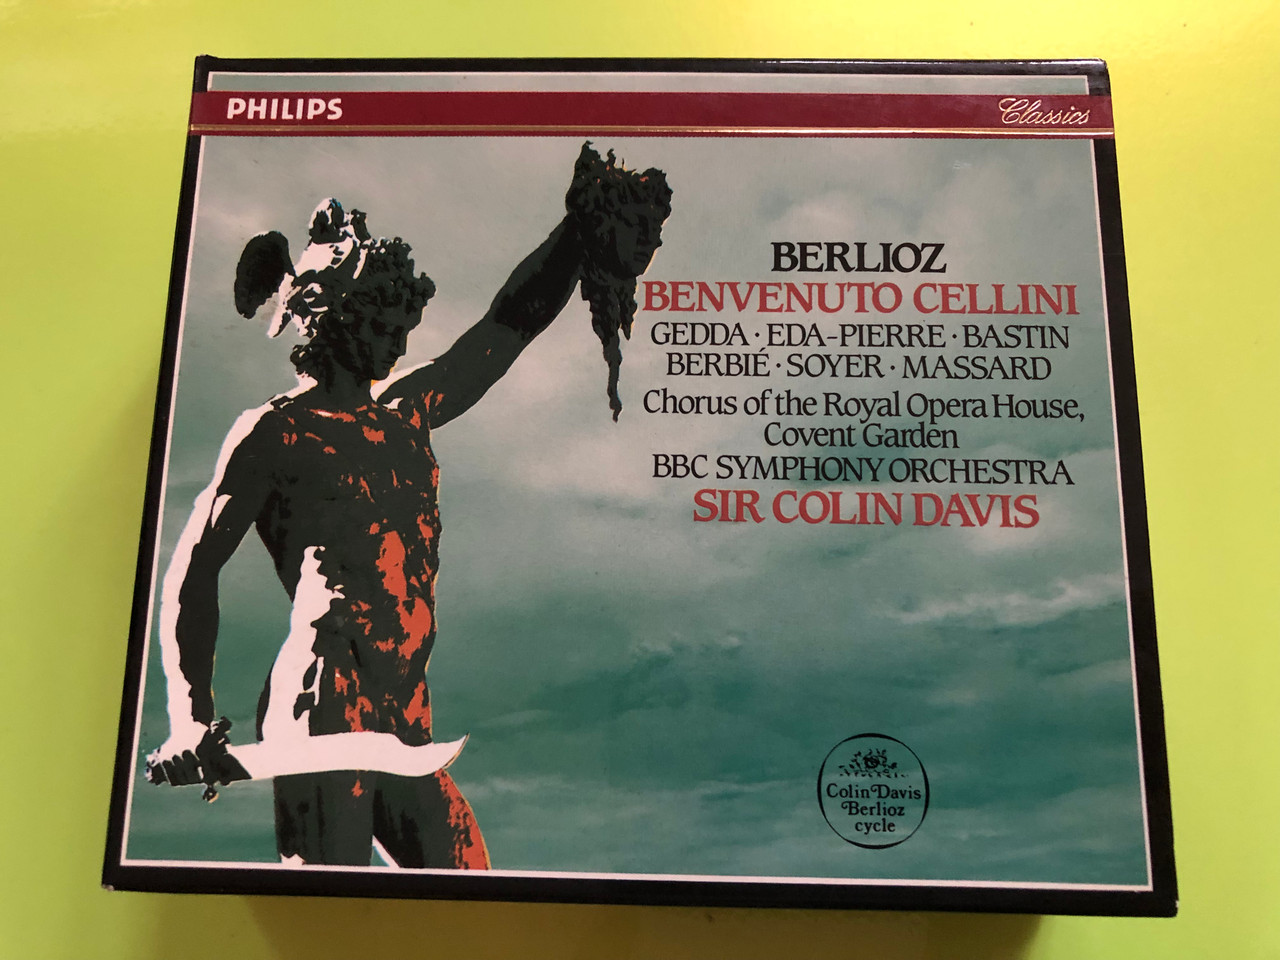 PHILIPS
Classics
BERLIOZ
BENVENUTO CELLINI
GEDDA · EDA-PIERRE · BASTIN
BERBIÉ · SOYER · MASSARD
Chorus of the Royal Opera House,
Covent Garden
BBC SYMPHONY ORCHESTRA
SIR COLIN DAVIS
Colin Davis
Berlioz
cycle